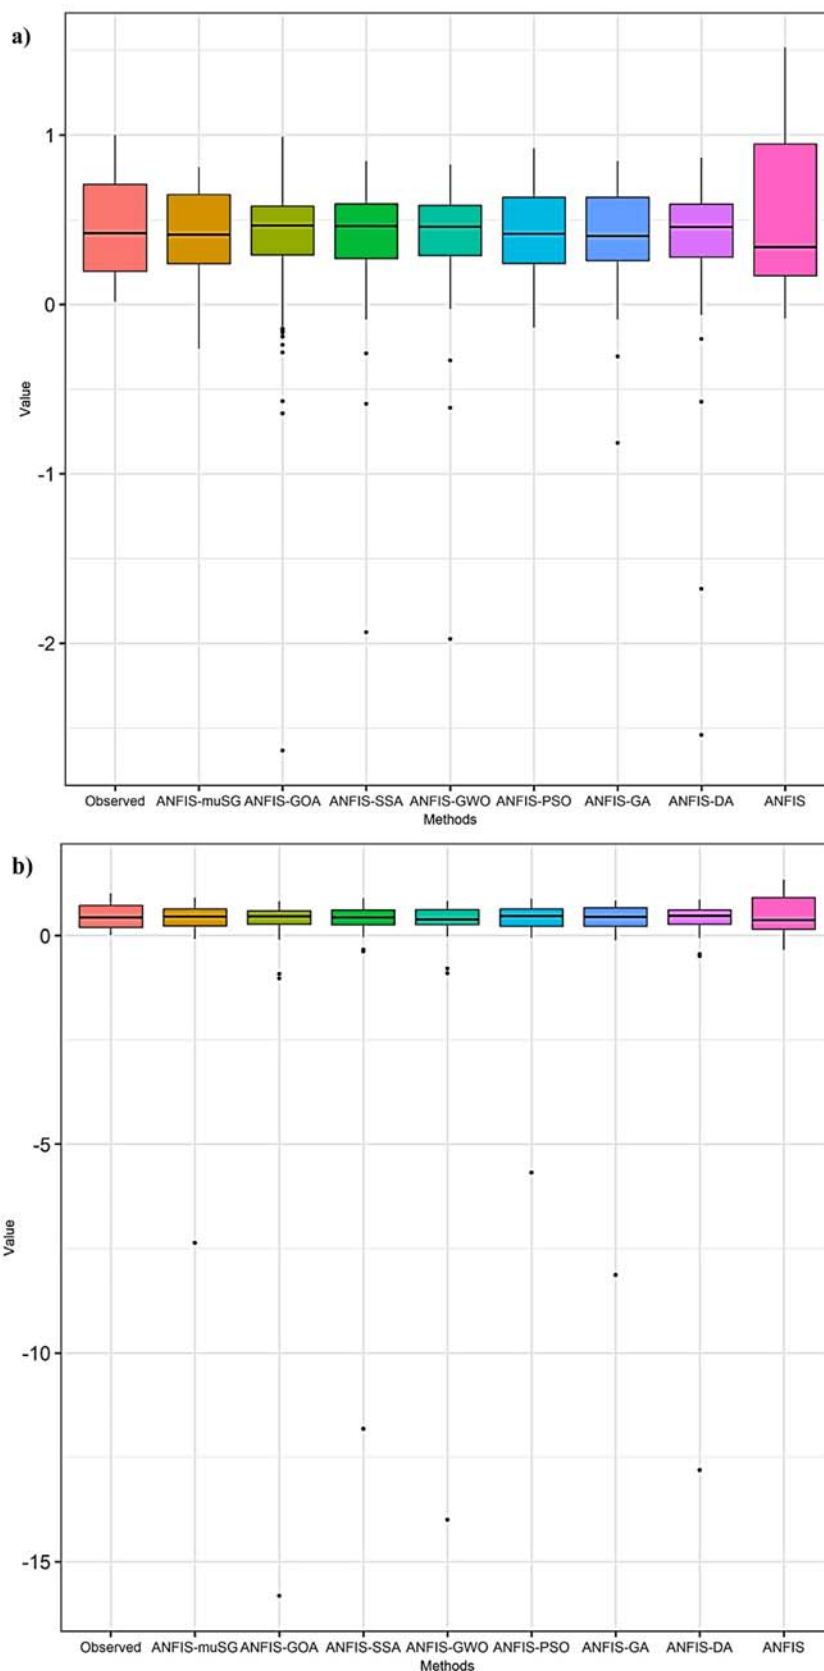 a)
1
0
-1
-2
Value
Observed ANFIS-muSG ANFIS-GOA ANFIS-SSA ANFIS-GWO ANFIS-PSO ANFIS-GA ANFIS-DA ANFIS
Methods
b)
0
-5
-10
-15
Value
Observed ANFIS-muSG ANFIS-GOA ANFIS-SSA ANFIS-GWO ANFIS-PSO ANFIS-GA ANFIS-DA ANFIS
Methods